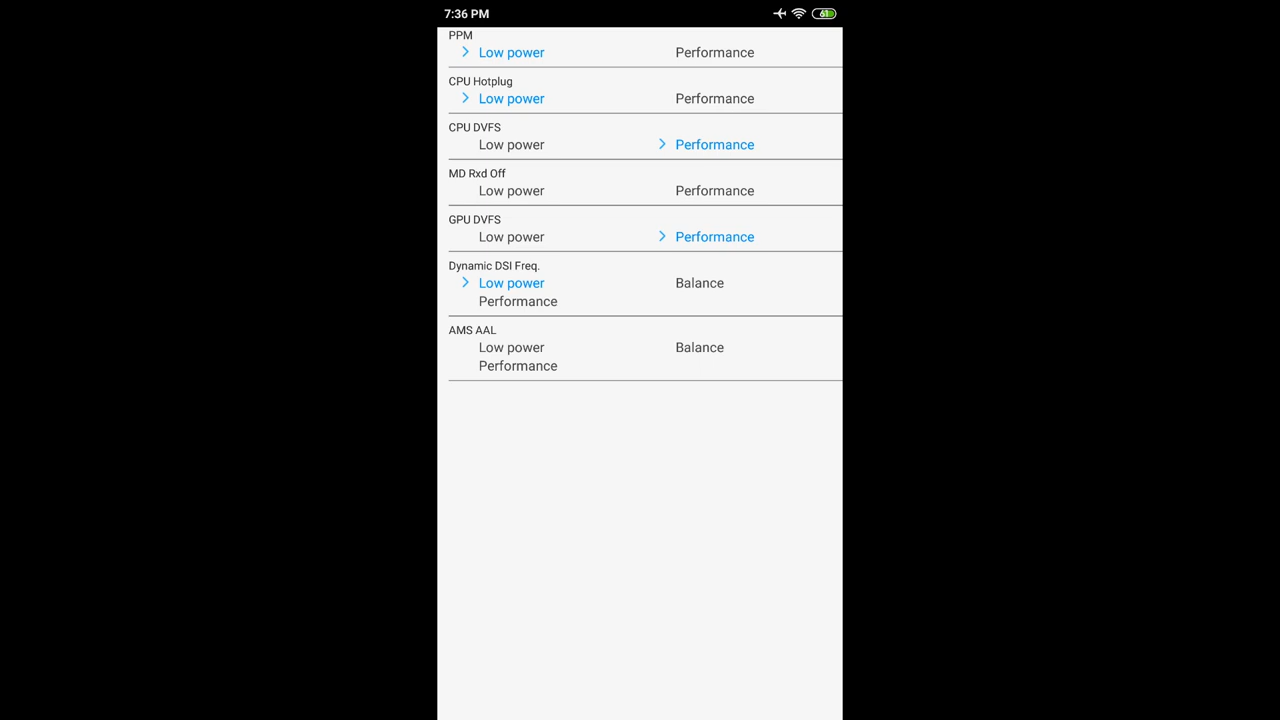 7:36 PM 61
PPM
Low power Performance
CPU Hotplug
Low power Performance
CPU DVFS
Low power Performance
MD Rxd Off
Low power Performance
GPU DVFS
Low power Performance
Dynamic DSI Freq.
Low power Balance
Performance
AMS AAL
Low power Balance
Performance